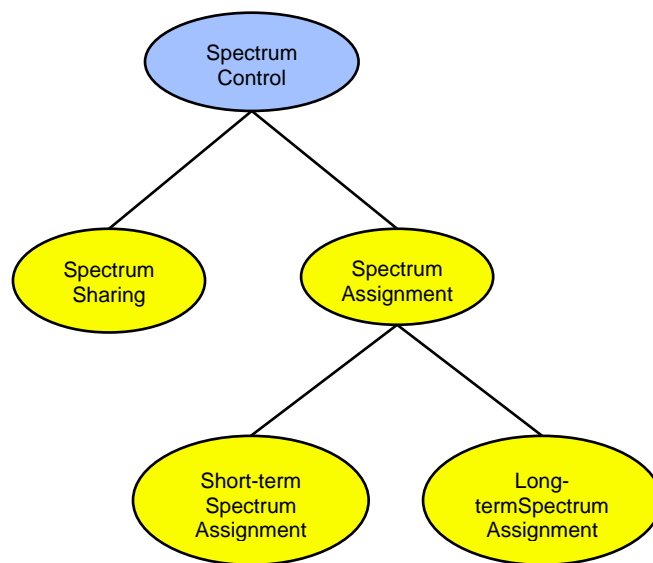 Spectrum
Control
Spectrum
Sharing
Spectrum
Assignment
Short-term
Spectrum
Assignment
Long-
termSpectrum
Assignment